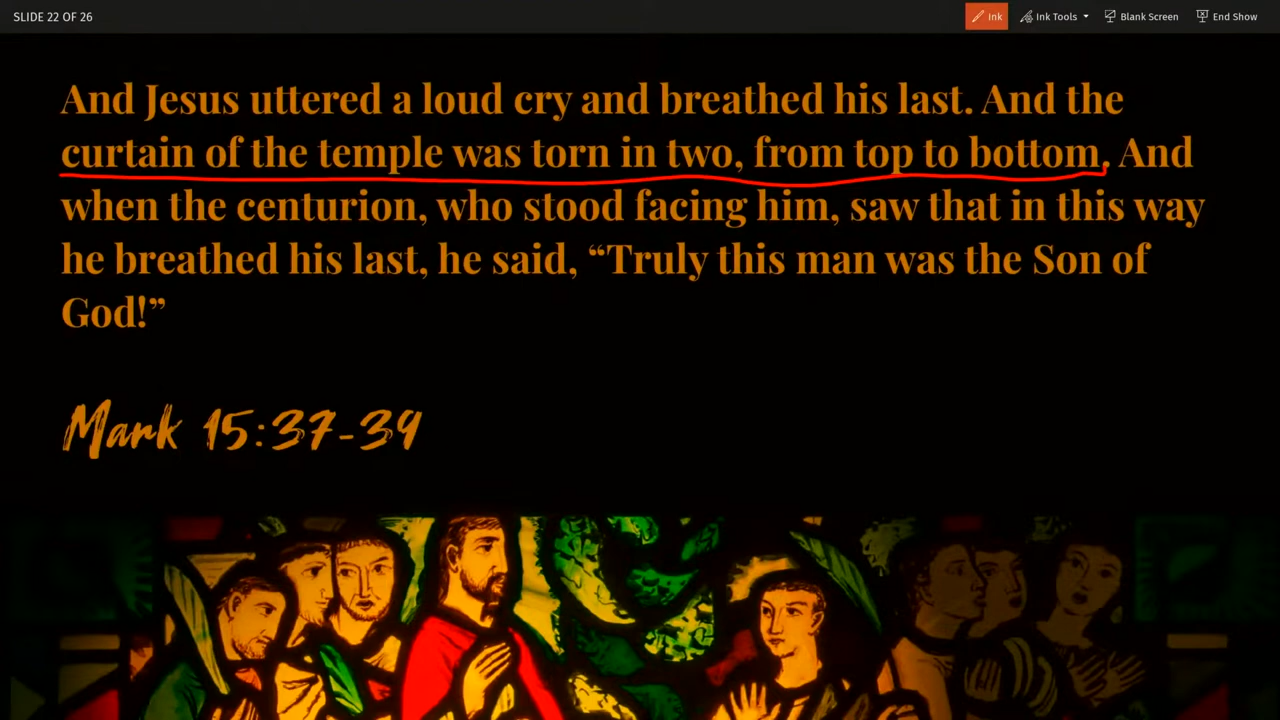 SLIDE 22 OF 26
Ink
Ink Tools
Blank Screen
End Show
And Jesus uttered a loud cry and breathed his last. And the
curtain of the temple was torn in two, from top to bottom. And
when the centurion, who stood facing him, saw that in this way
he breathed his last, he said, “Truly this man was the Son of
God!”
Mark 15:37-39